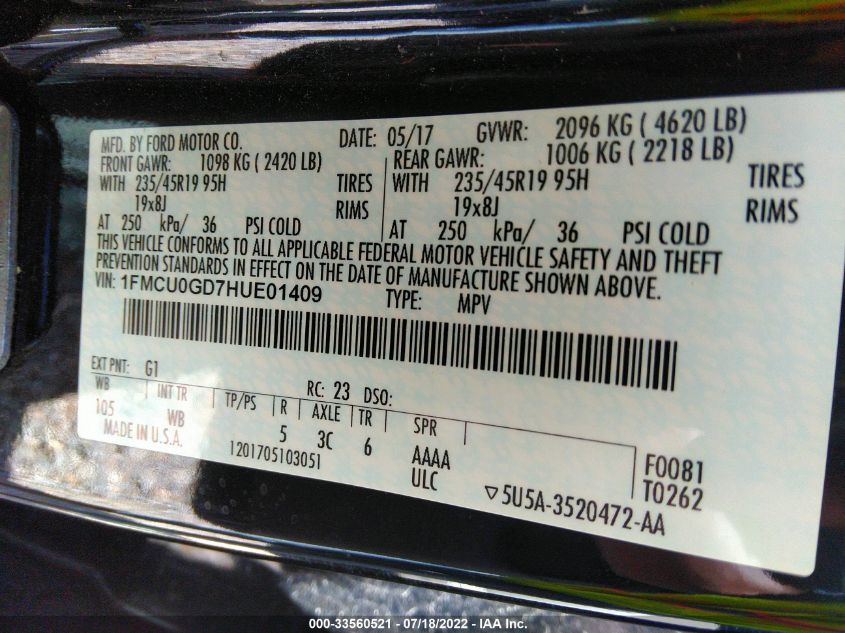 MFD. BY FORD MOTOR CO. DATE: 05/17 GVWR: 2096 KG ( 4620 LB)
FRONT GAWR: 1098 KG ( 2420 LB) REAR GAWR: 1006 KG ( 2218 LB)
WITH 235/45R19 95H TIRES WITH 235/45R19 95H TIRES
19x8J RIMS 19x8J RIMS
AT 250 kPa/ 36 PSI COLD AT 250 kPa/ 36 PSI COLD
THIS VEHICLE CONFORMS TO ALL APPLICABLE FEDERAL MOTOR VEHICLE SAFETY AND THEFT
PREVENTION STANDARDS IN EFFECT ON THE DATE OF MANUFACTURE SHOWN ABOVE.
VIN: 1FMCU0GD7HUE01409 TYPE: MPV
EXT PNT: G1 RC: 23 DSO:
WB INT TR TP/PS R AXLE TR SPR
105 WB 5 3C 6 AAAA F0081
MADE IN U.S.A. 1201705103051 ULC T0262
▽5U5A-3520472-AA
000-33560521 - 07/18/2022 - IAA Inc.